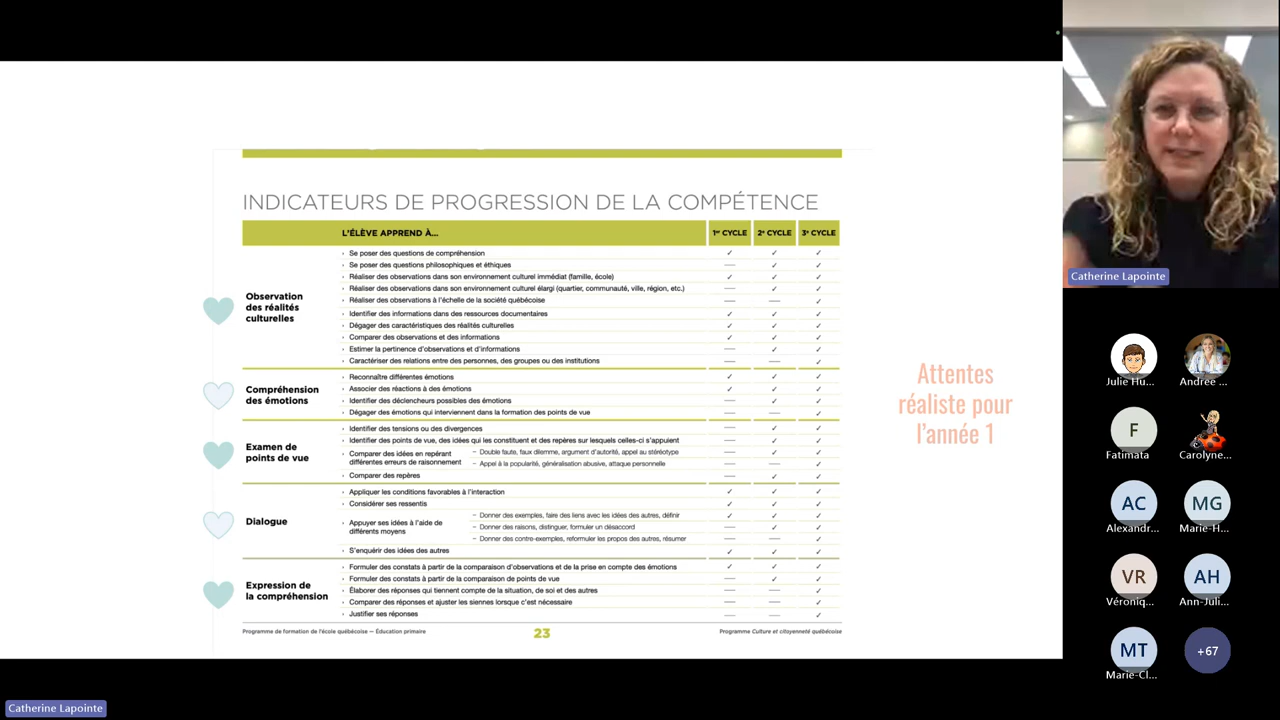 INDICATEURS DE PROGRESSION DE LA COMPÉTENCE
L'ÉLÈVE APPREND À... 1er CYCLE 2e CYCLE 3e CYCLE
Observation
des réalités
culturelles
› Se poser des questions de compréhension ✓ ✓ ✓
› Se poser des questions philosophiques et éthiques — ✓ ✓
› Réaliser des observations dans son environnement culturel immédiat (famille, école) ✓ ✓ ✓
› Réaliser des observations dans son environnement culturel élargi (quartier, communauté, ville, région, etc.) — ✓ ✓
› Réaliser des observations à l'échelle de la société québécoise — — ✓
› Identifier des informations dans des ressources documentaires ✓ ✓ ✓
› Dégager des caractéristiques des réalités culturelles ✓ ✓ ✓
› Comparer des observations et des informations ✓ ✓ ✓
› Estimer la pertinence d'observations et d'informations — ✓ ✓
› Caractériser des relations entre des personnes, des groupes ou des institutions — — ✓
Compréhension
des émotions
› Reconnaître différentes émotions ✓ ✓ ✓
› Associer des réactions à des émotions ✓ ✓ ✓
› Identifier des déclencheurs possibles des émotions — ✓ ✓
› Dégager des émotions qui interviennent dans la formation des points de vue — — ✓
Examen de
points de vue
› Identifier des tensions ou des divergences — ✓ ✓
› Identifier des points de vue, des idées qui les constituent et des repères sur lesquels celles-ci s'appuient — ✓ ✓
› Comparer des idées en repérant
différentes erreurs de raisonnement
– Double faute, faux dilemme, argument d'autorité, appel au stéréotype — ✓ ✓
– Appel à la popularité, généralisation abusive, attaque personnelle — — ✓
› Comparer des repères — ✓ ✓
Dialogue
› Appliquer les conditions favorables à l'interaction ✓ ✓ ✓
› Considérer ses ressentis ✓ ✓ ✓
› Appuyer ses idées à l'aide de
différents moyens
– Donner des exemples, faire des liens avec les idées des autres, définir ✓ ✓ ✓
– Donner des raisons, distinguer, formuler un désaccord — ✓ ✓
– Donner des contre-exemples, reformuler les propos des autres, résumer — — ✓
› S'enquérir des idées des autres ✓ ✓ ✓
Expression de
la compréhension
› Formuler des constats à partir de la comparaison d'observations et de la prise en compte des émotions ✓ ✓ ✓
› Formuler des constats à partir de la comparaison de points de vue — ✓ ✓
› Élaborer des réponses qui tiennent compte de la situation, de soi et des autres — — ✓
› Comparer des réponses et ajuster les siennes lorsque c'est nécessaire — — ✓
› Justifier ses réponses — — ✓
Programme de formation de l'école québécoise — Éducation primaire 23 Programme Culture et citoyenneté québécoise
Attentes
réaliste pour
l'année 1
Catherine Lapointe
Julie Hu... Andrée ...
F
Fatimata Carolyne...
AC MG
Alexandr... Marie-H...
VR AH
Véroniq... Ann-Juli...
MT +67
Marie-Cl...
Catherine Lapointe